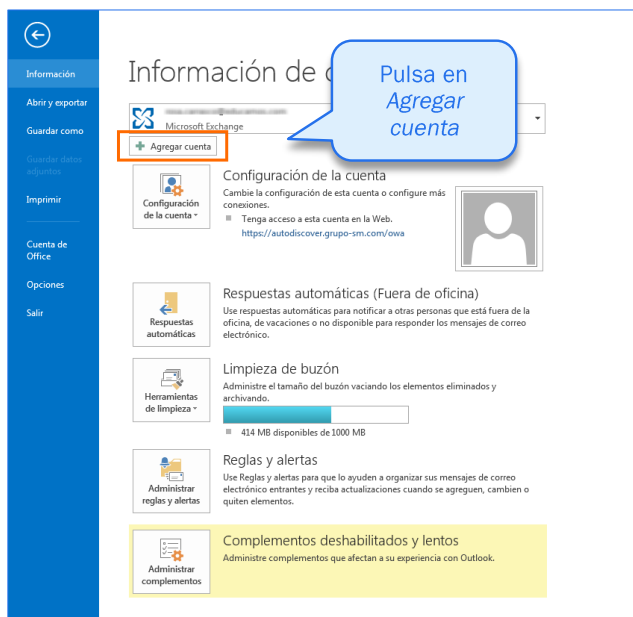 Información
Abrir y exportar
Guardar como
Guardar datos
adjuntos
Imprimir
Cuenta de
Office
Opciones
Salir
Información de
Pulsa en
Agregar
cuenta
Microsoft Exchange
Agregar cuenta
Configuración
de la cuenta
Configuración de la cuenta
Cambie la configuración de esta cuenta o configure más
conexiones.
Tenga acceso a esta cuenta en la Web.
https://autodiscover.grupo-sm.com/owa
Respuestas
automáticas
Respuestas automáticas (Fuera de oficina)
Use respuestas automáticas para notificar a otras personas que está fuera de la
oficina, de vacaciones o no disponible para responder los mensajes de correo
electrónico.
Herramientas
de limpieza
Limpieza de buzón
Administre el tamaño del buzón vaciando los elementos eliminados y
archivando.
414 MB disponibles de 1000 MB
Administrar
reglas y alertas
Reglas y alertas
Use Reglas y alertas para que lo ayuden a organizar sus mensajes de correo
electrónico entrantes y reciba actualizaciones cuando se agreguen, cambien o
quiten elementos.
Administrar
complementos
Complementos deshabilitados y lentos
Administre complementos que afectan a su experiencia con Outlook.